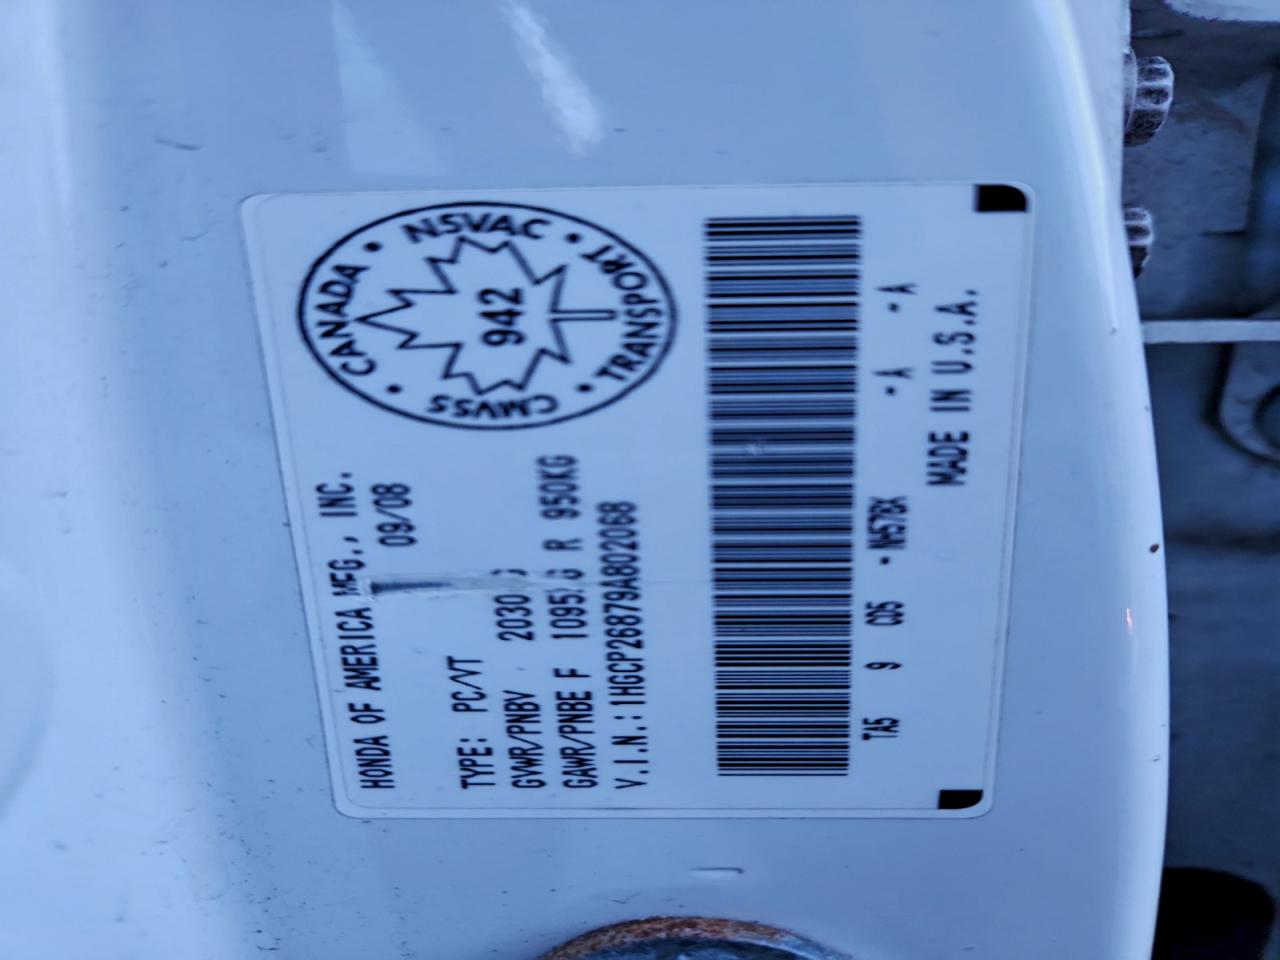 HONDA OF AMERICA MFG., INC.
09/08
TYPE: PC/VT
GVWR/PNBV 2030
GAWR/PNBE F 1095 R 950KG
V.I.N.: 1HGCP26879A802068
NSVAC • TRANSPORT • CMVSS • CANADA •
942
TA5 9 CD5 - NH578X - A - A
MADE IN U.S.A.